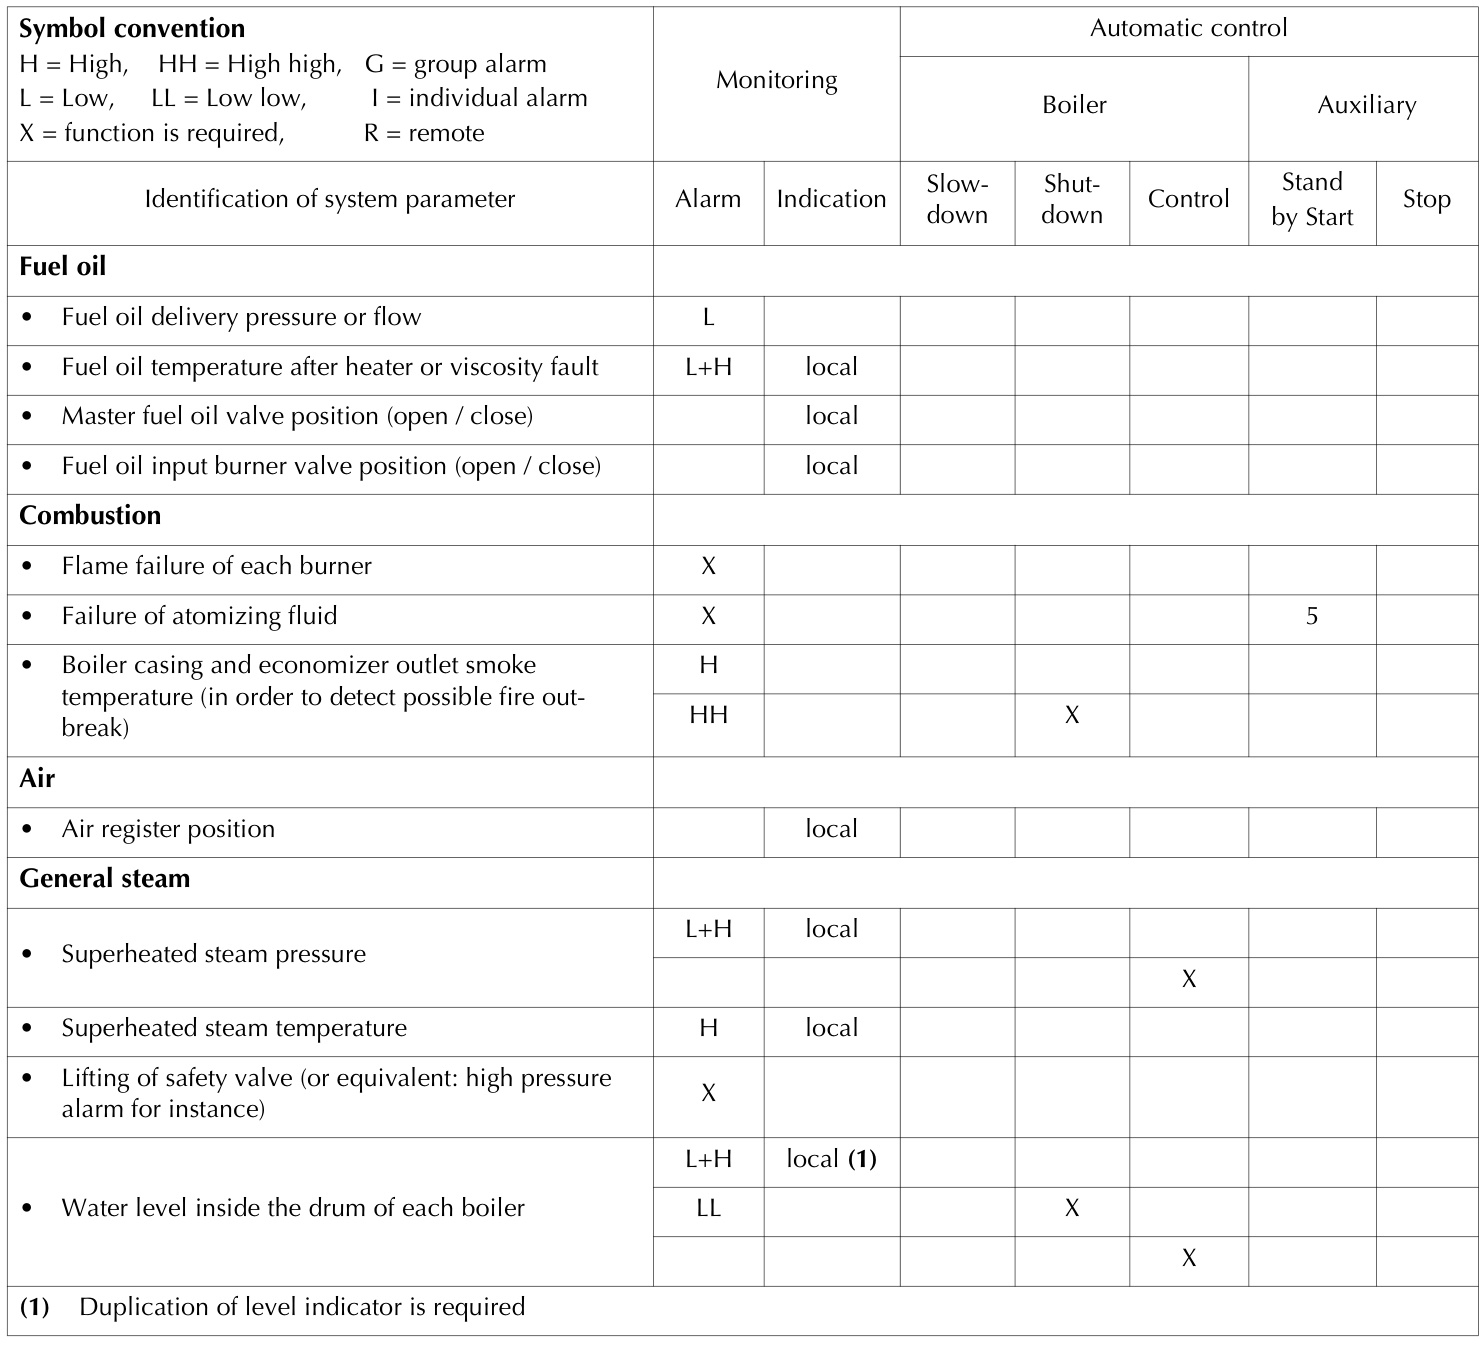 Symbol convention
H = High, HH = High high, G = group alarm
L = Low, LL = Low low, I = individual alarm
X = function is required, R = remote
Monitoring
Automatic control
Boiler
Auxiliary
Identification of system parameter
Alarm
Indication
Slow-
down
Shut-
down
Control
Stand
by Start
Stop
Fuel oil
• Fuel oil delivery pressure or flow L
• Fuel oil temperature after heater or viscosity fault L+H local
• Master fuel oil valve position (open / close) local
• Fuel oil input burner valve position (open / close) local
Combustion
• Flame failure of each burner X
• Failure of atomizing fluid X 5
• Boiler casing and economizer outlet smoke
temperature (in order to detect possible fire out-
break)
H
HH X
Air
• Air register position local
General steam
• Superheated steam pressure
L+H local
X
• Superheated steam temperature H local
• Lifting of safety valve (or equivalent: high pressure
alarm for instance)
X
• Water level inside the drum of each boiler
L+H local (1)
LL X
X
(1) Duplication of level indicator is required